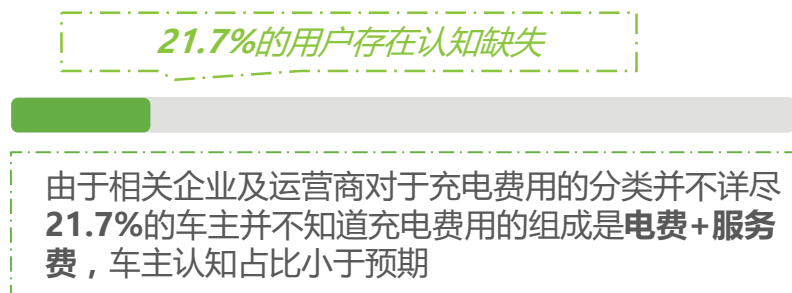 21.7%的用户存在认知缺失
由于相关企业及运营商对于充电费用的分类并不详尽
21.7%的车主并不知道充电费用的组成是电费+服务
费，车主认知占比小于预期